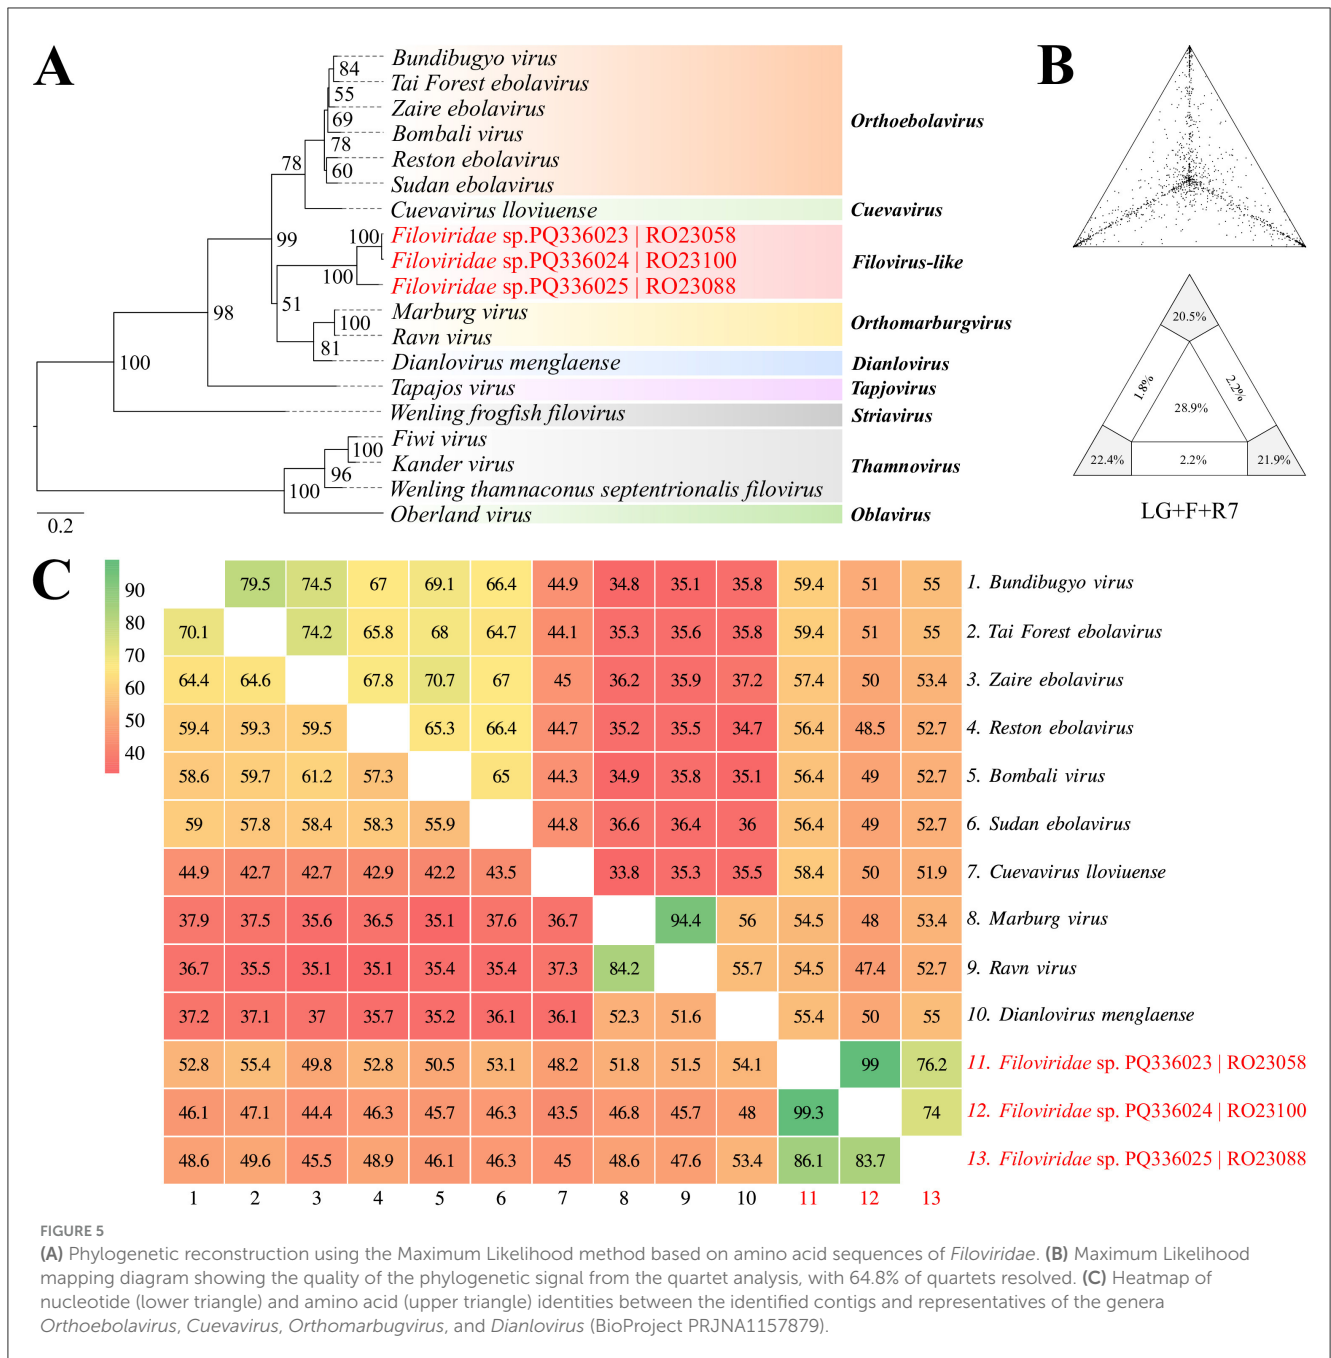 A
Bundibugyo virus
Tai Forest ebolavirus
Zaire ebolavirus
Bombali virus
Reston ebolavirus
Sudan ebolavirus
Cuevavirus lloviuense
Filoviridae sp.PQ336023 | RO23058
Filoviridae sp.PQ336024 | RO23100
Filoviridae sp.PQ336025 | RO23088
Marburg virus
Ravn virus
Dianlovirus menglaense
Tapajos virus
Wenling frogfish filovirus
Fiwi virus
Kander virus
Wenling thamnaconus septentrionalis filovirus
Oberland virus
84
55
69
78
60
78
99
100
100
51
100
81
98
100
100
96
100
0.2
Orthoebolavirus
Cuevavirus
Filovirus-like
Orthomarburgvirus
Dianlovirus
Tapjovirus
Striavirus
Thamnovirus
Oblavirus
B
20.5%
1.8%
2.2%
28.9%
22.4%
2.2%
21.9%
LG+F+R7
C
90
80
70
60
50
40
79.5 74.5 67 69.1 66.4 44.9 34.8 35.1 35.8 59.4 51 55 1. Bundibugyo virus
70.1 74.2 65.8 68 64.7 44.1 35.3 35.6 35.8 59.4 51 55 2. Tai Forest ebolavirus
64.4 64.6 67.8 70.7 67 45 36.2 35.9 37.2 57.4 50 53.4 3. Zaire ebolavirus
59.4 59.3 59.5 65.3 66.4 44.7 35.2 35.5 34.7 56.4 48.5 52.7 4. Reston ebolavirus
58.6 59.7 61.2 57.3 65 44.3 34.9 35.8 35.1 56.4 49 52.7 5. Bombali virus
59 57.8 58.4 58.3 55.9 44.8 36.6 36.4 36 56.4 49 52.7 6. Sudan ebolavirus
44.9 42.7 42.7 42.9 42.2 43.5 33.8 35.3 35.5 58.4 50 51.9 7. Cuevavirus lloviuense
37.9 37.5 35.6 36.5 35.1 37.6 36.7 94.4 56 54.5 48 53.4 8. Marburg virus
36.7 35.5 35.1 35.1 35.4 35.4 37.3 84.2 55.7 54.5 47.4 52.7 9. Ravn virus
37.2 37.1 37 35.7 35.2 36.1 36.1 52.3 51.6 55.4 50 55 10. Dianlovirus menglaense
52.8 55.4 49.8 52.8 50.5 53.1 48.2 51.8 51.5 54.1 99 76.2 11. Filoviridae sp. PQ336023 | RO23058
46.1 47.1 44.4 46.3 45.7 46.3 43.5 46.8 45.7 48 99.3 74 12. Filoviridae sp. PQ336024 | RO23100
48.6 49.6 45.5 48.9 46.1 46.3 45 48.6 47.6 53.4 86.1 83.7 13. Filoviridae sp. PQ336025 | RO23088
1 2 3 4 5 6 7 8 9 10 11 12 13
FIGURE 5
(A) Phylogenetic reconstruction using the Maximum Likelihood method based on amino acid sequences of Filoviridae. (B) Maximum Likelihood
mapping diagram showing the quality of the phylogenetic signal from the quartet analysis, with 64.8% of quartets resolved. (C) Heatmap of
nucleotide (lower triangle) and amino acid (upper triangle) identities between the identified contigs and representatives of the genera
Orthoebolavirus, Cuevavirus, Orthomarbugvirus, and Dianlovirus (BioProject PRJNA1157879).